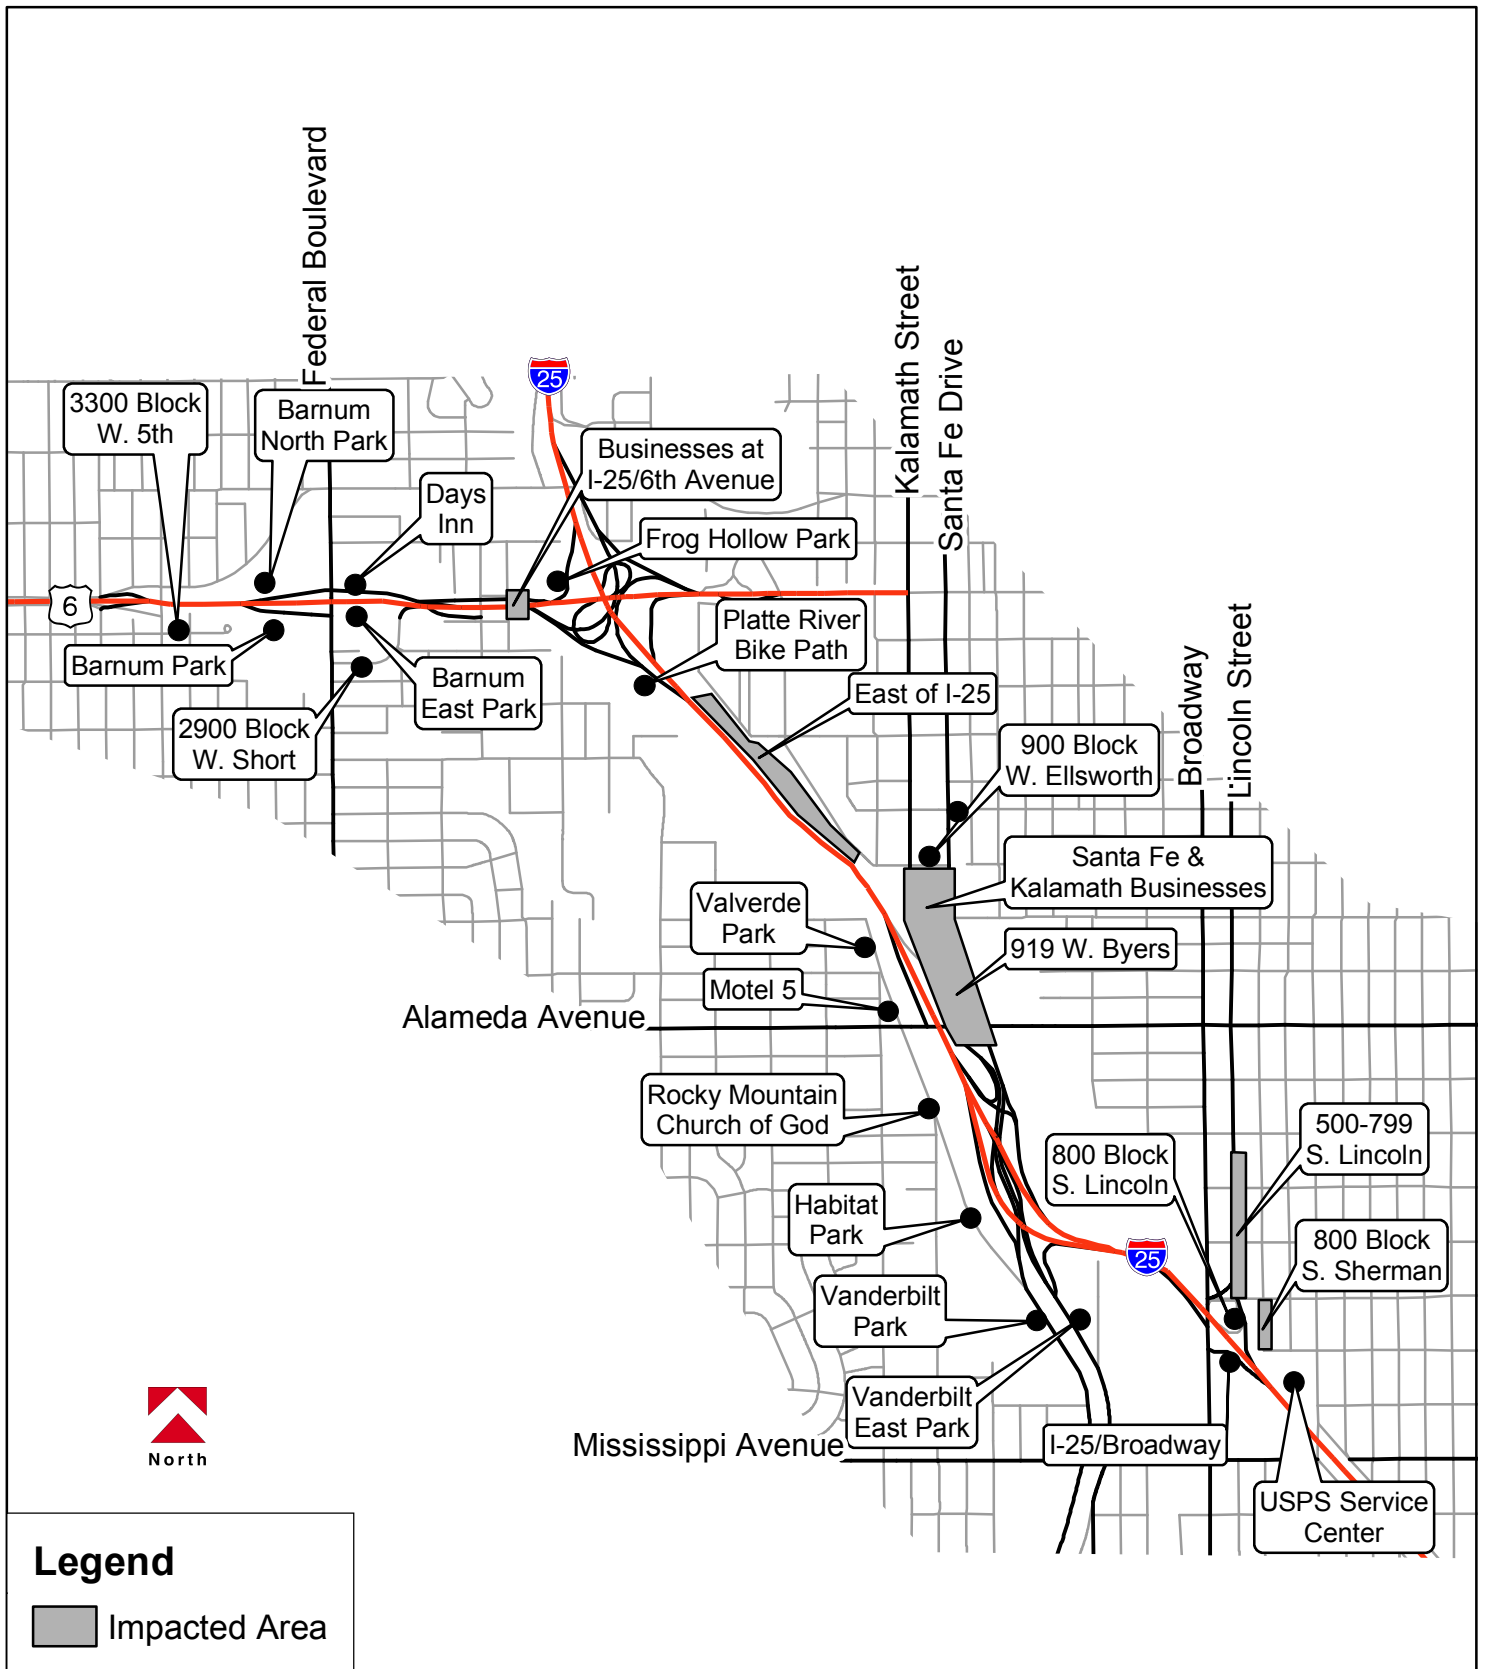 Federal Boulevard
Kalamath Street
Santa Fe Drive
Broadway
Lincoln Street
25
3300 Block
W. 5th
Barnum
North Park
Businesses at
I-25/6th Avenue
Days
Inn
Frog Hollow Park
6
Platte River
Bike Path
Barnum Park
Barnum
East Park
East of I-25
2900 Block
W. Short
900 Block
W. Ellsworth
Santa Fe &
Kalamath Businesses
Valverde
Park
919 W. Byers
Motel 5
Alameda Avenue
Rocky Mountain
Church of God
500-799
S. Lincoln
800 Block
S. Lincoln
Habitat
Park
800 Block
S. Sherman
25
Vanderbilt
Park
Vanderbilt
East Park
Mississippi Avenue
I-25/Broadway
USPS Service
Center
North
Legend
Impacted Area